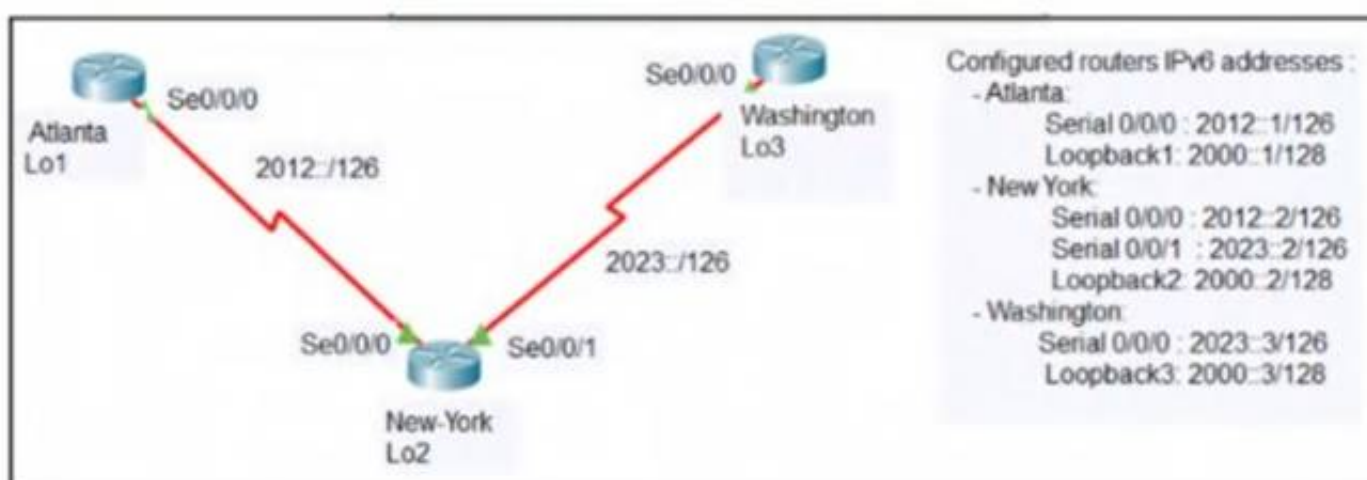 Se0/0/0
Atlanta
Lo1
2012::/126
Se0/0/0
Washington
Lo3
2023::/126
Se0/0/0
Se0/0/1
New-York
Lo2
Configured routers IPv6 addresses :
- Atlanta:
Serial 0/0/0 : 2012::1/126
Loopback1: 2000::1/128
- New York:
Serial 0/0/0 : 2012::2/126
Serial 0/0/1 : 2023::2/126
Loopback2: 2000::2/128
- Washington:
Serial 0/0/0 : 2023::3/126
Loopback3: 2000::3/128